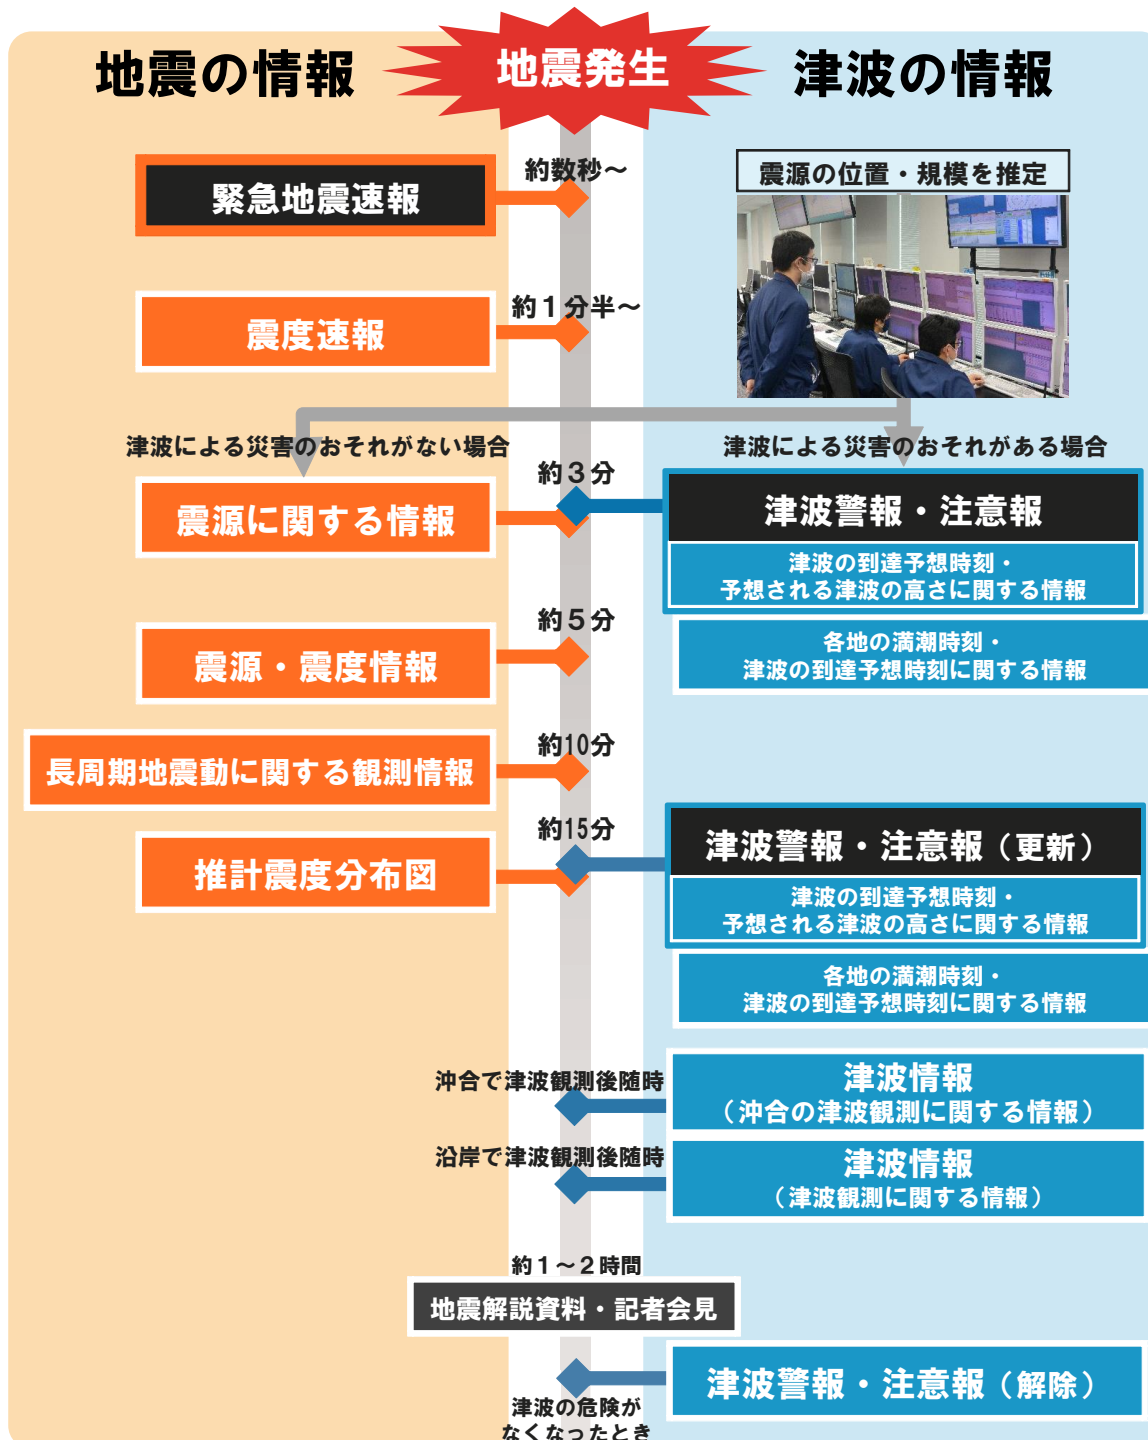 地震の情報
地震発生
津波の情報
約数秒～
緊急地震速報
震源の位置・規模を推定
約１分半～
震度速報
津波による災害のおそれがない場合
津波による災害のおそれがある場合
約３分
震源に関する情報
津波警報・注意報
津波の到達予想時刻・
予想される津波の高さに関する情報
各地の満潮時刻・
津波の到達予想時刻に関する情報
約５分
震源・震度情報
約10分
長周期地震動に関する観測情報
約15分
推計震度分布図
津波警報・注意報（更新）
津波の到達予想時刻・
予想される津波の高さに関する情報
各地の満潮時刻・
津波の到達予想時刻に関する情報
沖合で津波観測後随時
津波情報
（沖合の津波観測に関する情報）
沿岸で津波観測後随時
津波情報
（津波観測に関する情報）
約１～２時間
地震解説資料・記者会見
津波警報・注意報（解除）
津波の危険が
なくなったとき